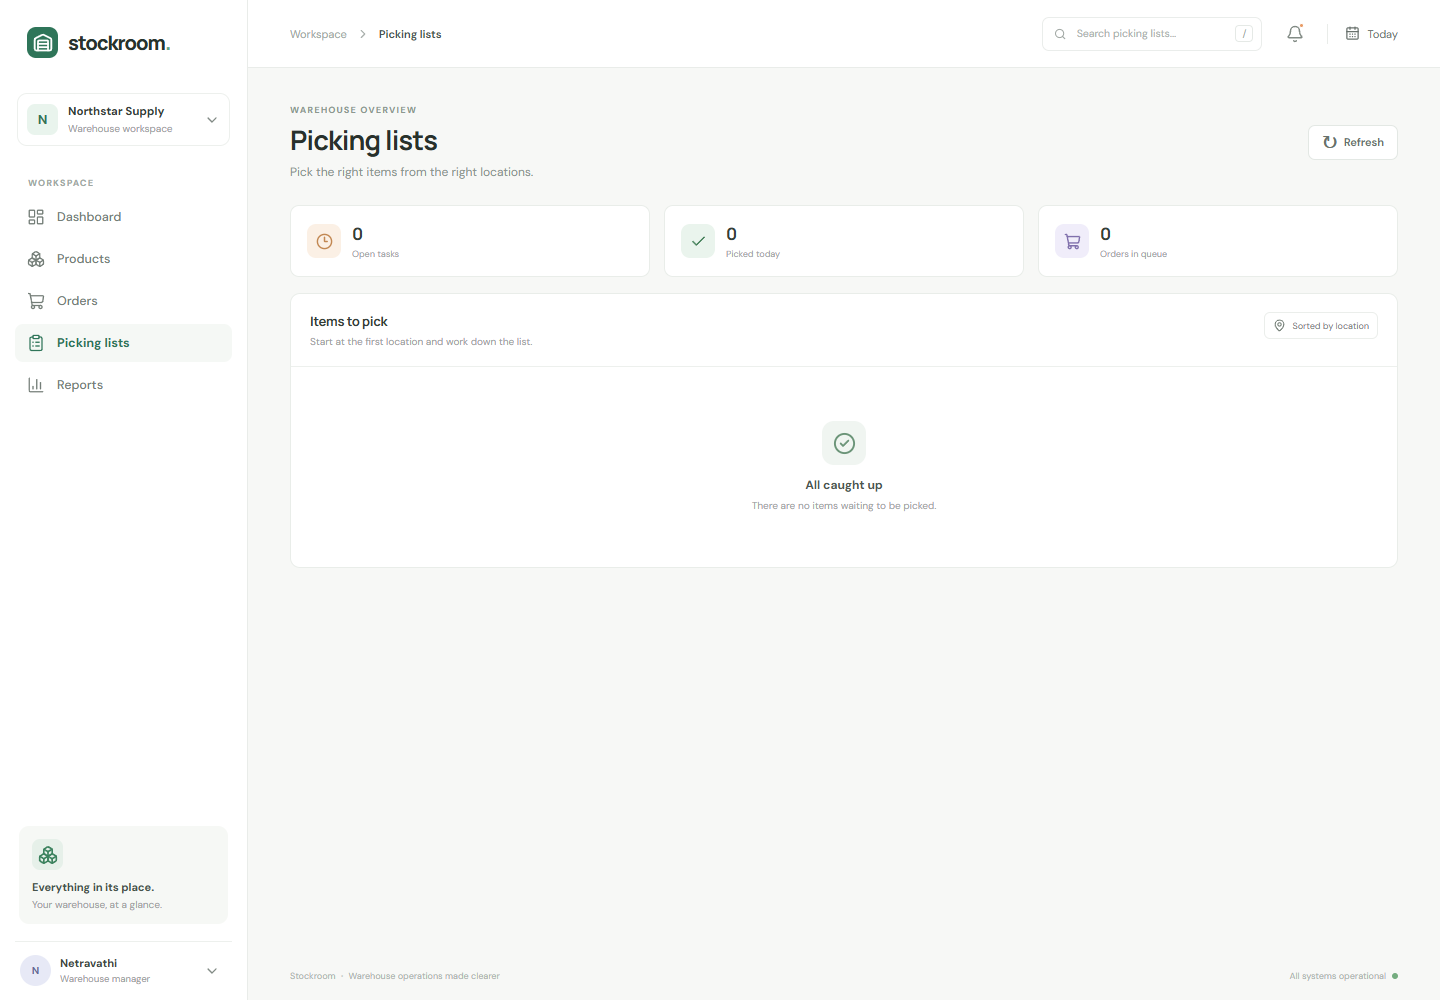 stockroom.
Northstar Supply
Warehouse workspace
WORKSPACE
Dashboard
Products
Orders
Picking lists
Reports
Everything in its place.
Your warehouse, at a glance.
N
Netravathi
Warehouse manager
N
Workspace
Picking lists
Search picking lists...
/
Today
WAREHOUSE OVERVIEW
Picking lists
Pick the right items from the right locations.
Refresh
0
Open tasks
0
Picked today
0
Orders in queue
Items to pick
Start at the first location and work down the list.
Sorted by location
All caught up
There are no items waiting to be picked.
Stockroom · Warehouse operations made clearer
All systems operational